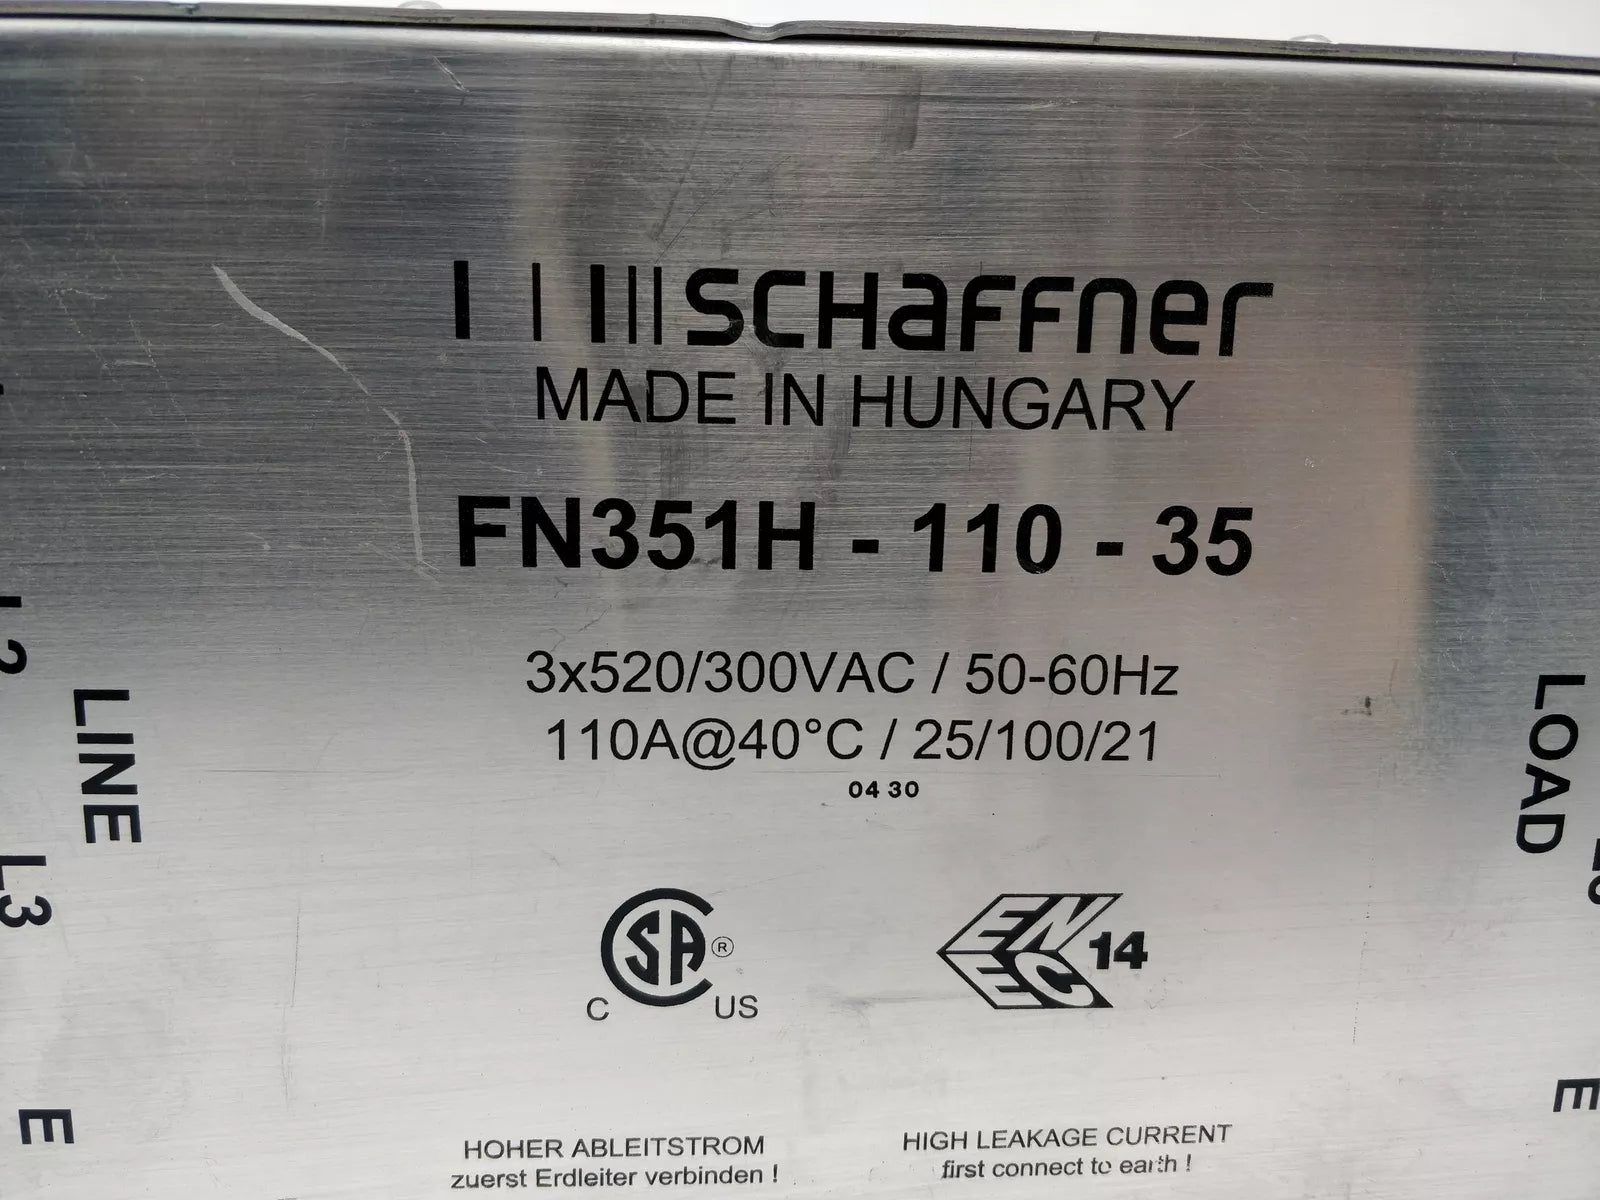 SCHaffner
MADE IN HUNGARY
FN351H - 110 - 35
3x520/300VAC / 50-60Hz
110A@40°C / 25/100/21
04 30
L2
LINE
L3
E
LOAD
E
SA ®
C US
EN
EC
14
HOHER ABLEITSTROM
zuerst Erdleiter verbinden !
HIGH LEAKAGE CURRENT
first connect to earth !